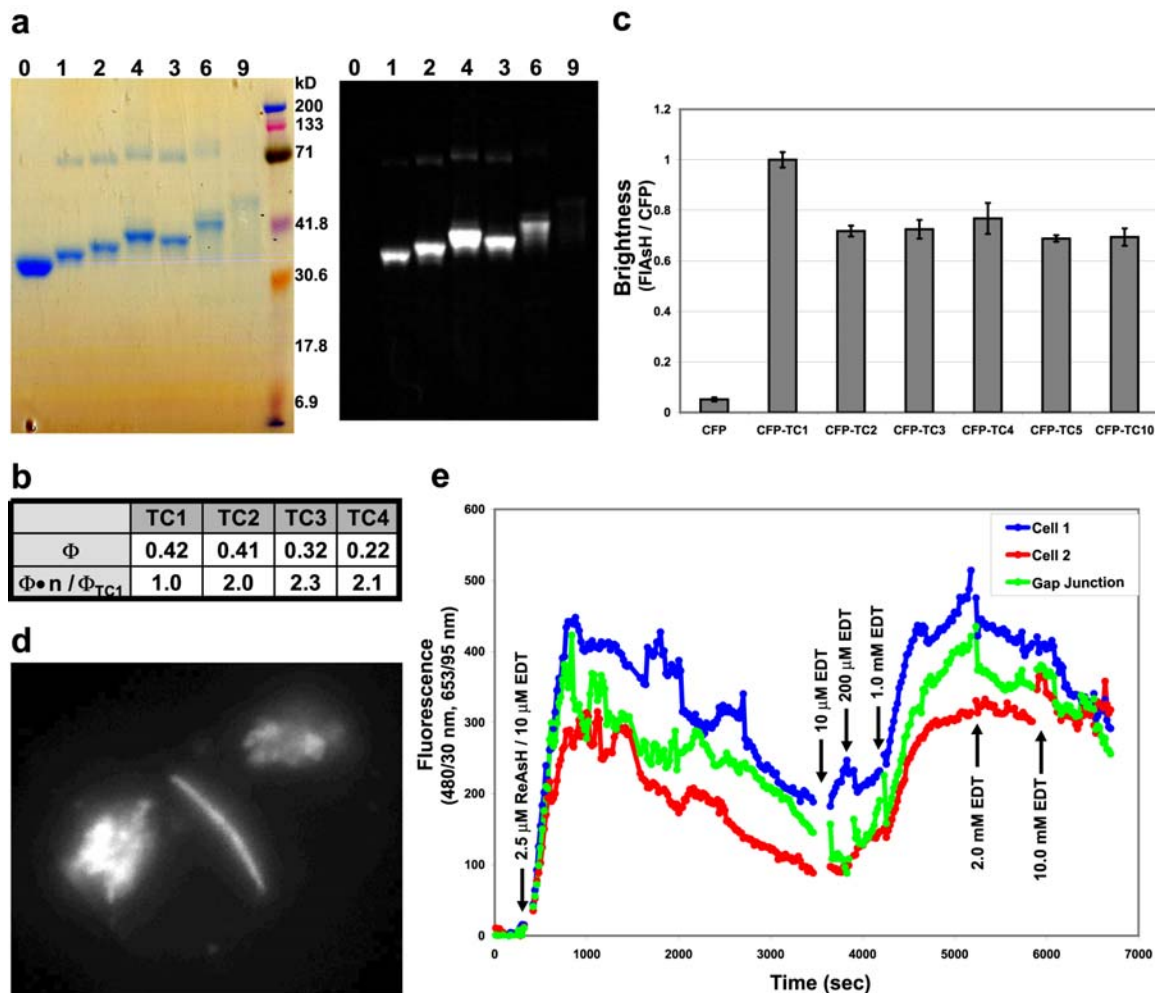 a
0 1 2 4 3 6 9
kD
200
133
71
41.8
30.6
17.8
6.9
0 1 2 4 3 6 9
b
TC1 TC2 TC3 TC4
Φ 0.42 0.41 0.32 0.22
Φ•n / Φ_TC1 1.0 2.0 2.3 2.1
c
Brightness
(FlAsH / CFP)
1.2
1
0.8
0.6
0.4
0.2
0
CFP CFP-TC1 CFP-TC2 CFP-TC3 CFP-TC4 CFP-TC5 CFP-TC10
d
e
Fluorescence
(480/30 nm, 653/95 nm)
600
500
400
300
200
100
0
Cell 1
Cell 2
Gap Junction
2.5 μM ReAsH / 10 μM EDT
10 μM EDT
200 μM EDT
1.0 mM EDT
2.0 mM EDT
10.0 mM EDT
0 1000 2000 3000 4000 5000 6000 7000
Time (sec)